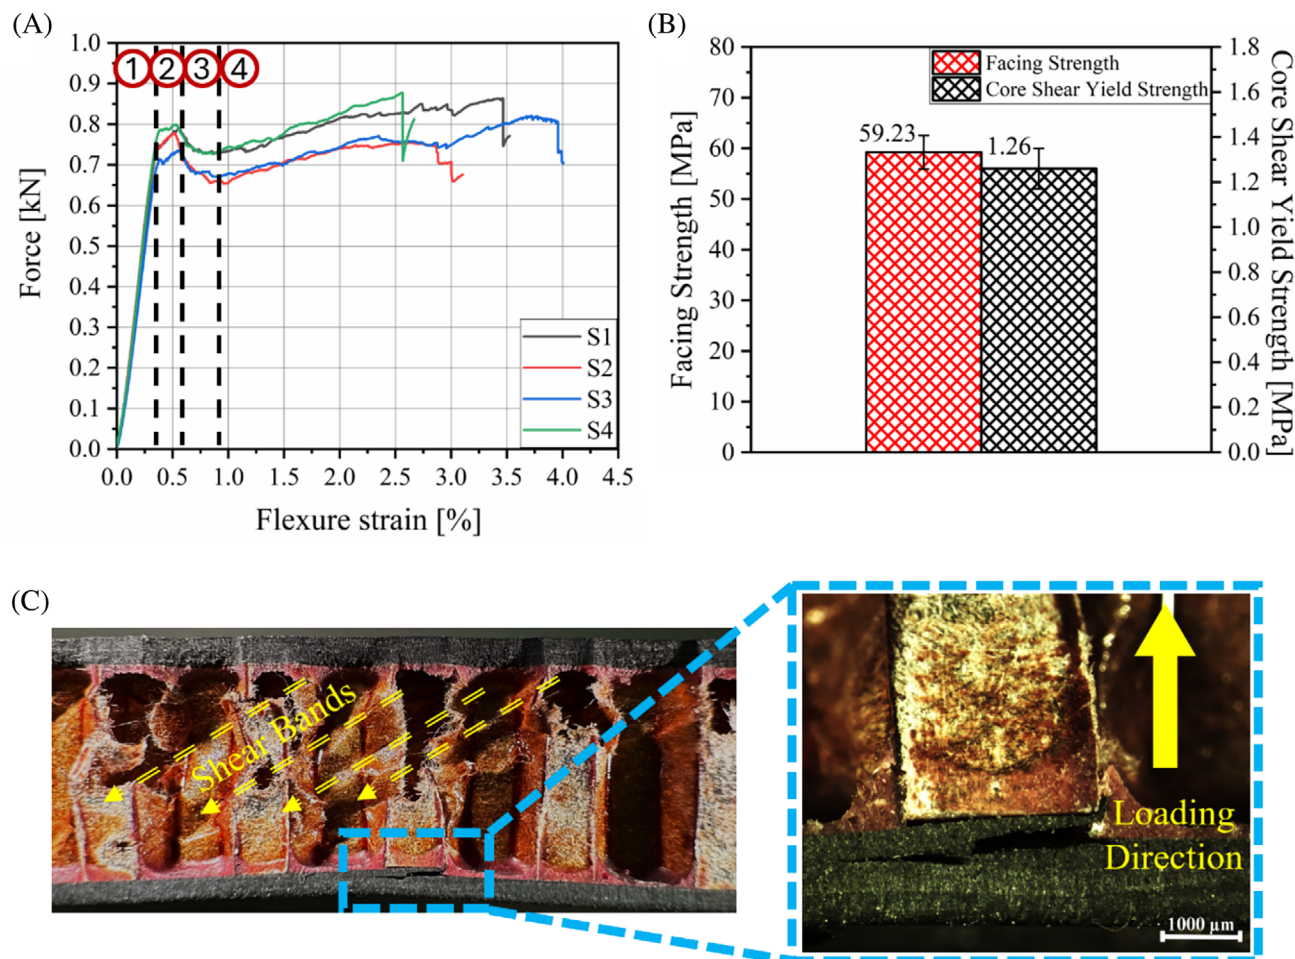 (A)
1.0
0.9
0.8
0.7
0.6
0.5
0.4
0.3
0.2
0.1
0.0
Force [kN]
1 2 3 4
S1
S2
S3
S4
0.0 0.5 1.0 1.5 2.0 2.5 3.0 3.5 4.0 4.5
Flexure strain [%]
(B)
80
70
60
50
40
30
20
10
0
Facing Strength [MPa]
Facing Strength
Core Shear Yield Strength
59.23
1.26
1.8
1.6
1.4
1.2
1.0
0.8
0.6
0.4
0.2
0.0
Core Shear Yield Strength [MPa]
(C)
Shear Bands
Loading
Direction
1000 µm